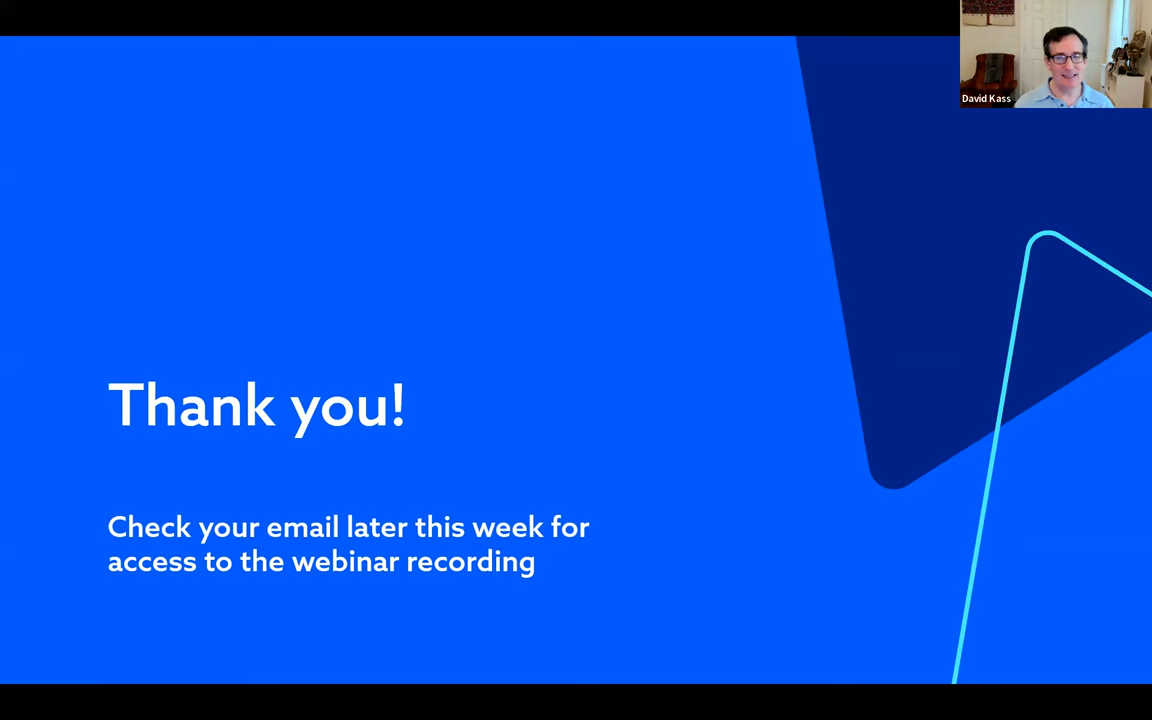 David Kass
Thank you!
Check your email later this week for
access to the webinar recording